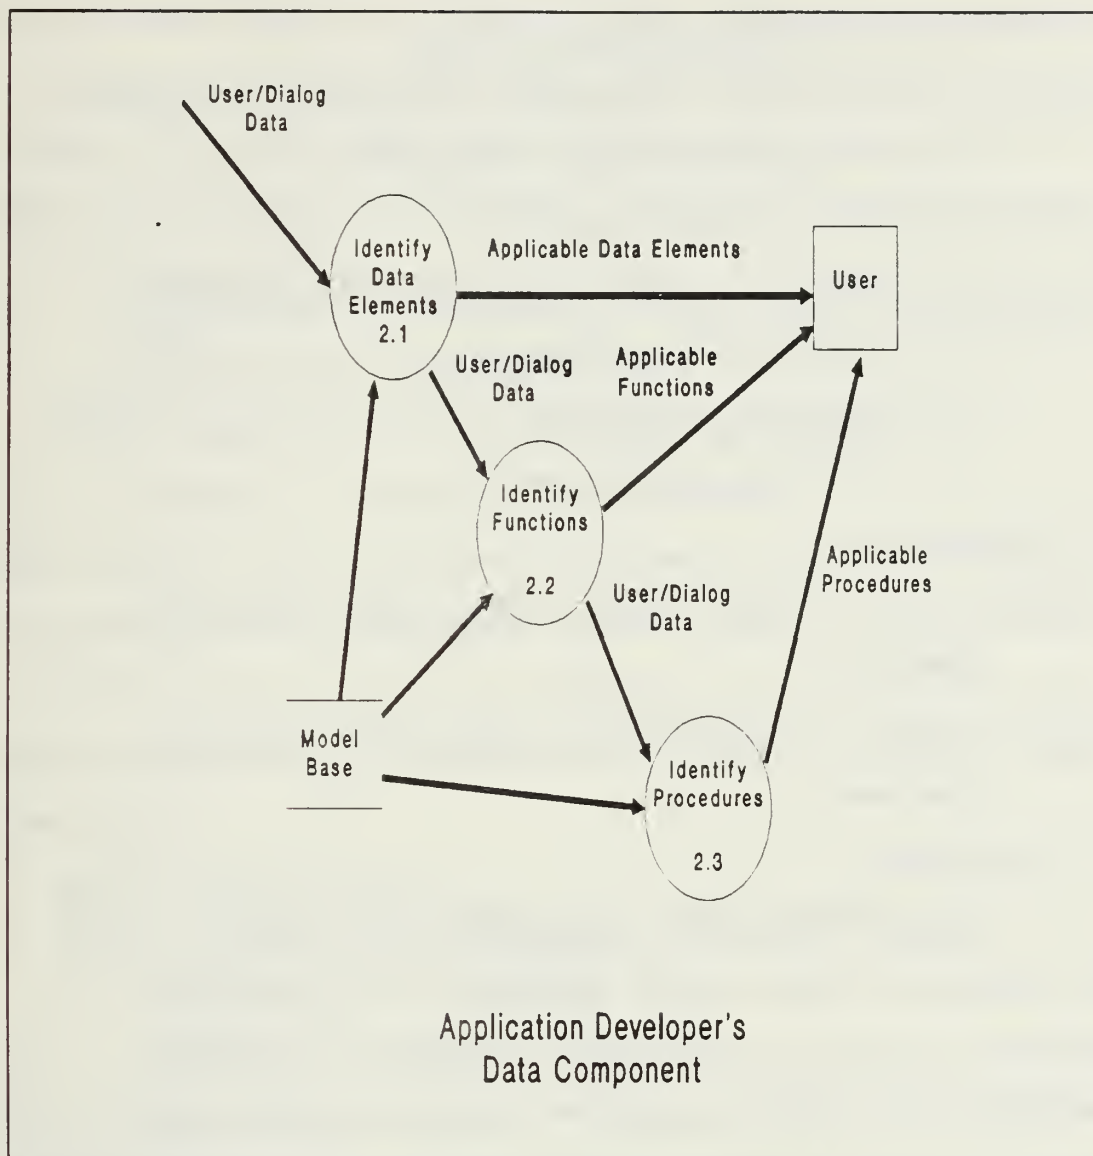 User/Dialog
Data
Identify
Data
Elements
2.1
Applicable Data Elements
User
User/Dialog
Data
Applicable
Functions
Identify
Functions
2.2
User/Dialog
Data
Applicable
Procedures
Model
Base
Identify
Procedures
2.3
Application Developer's
Data Component